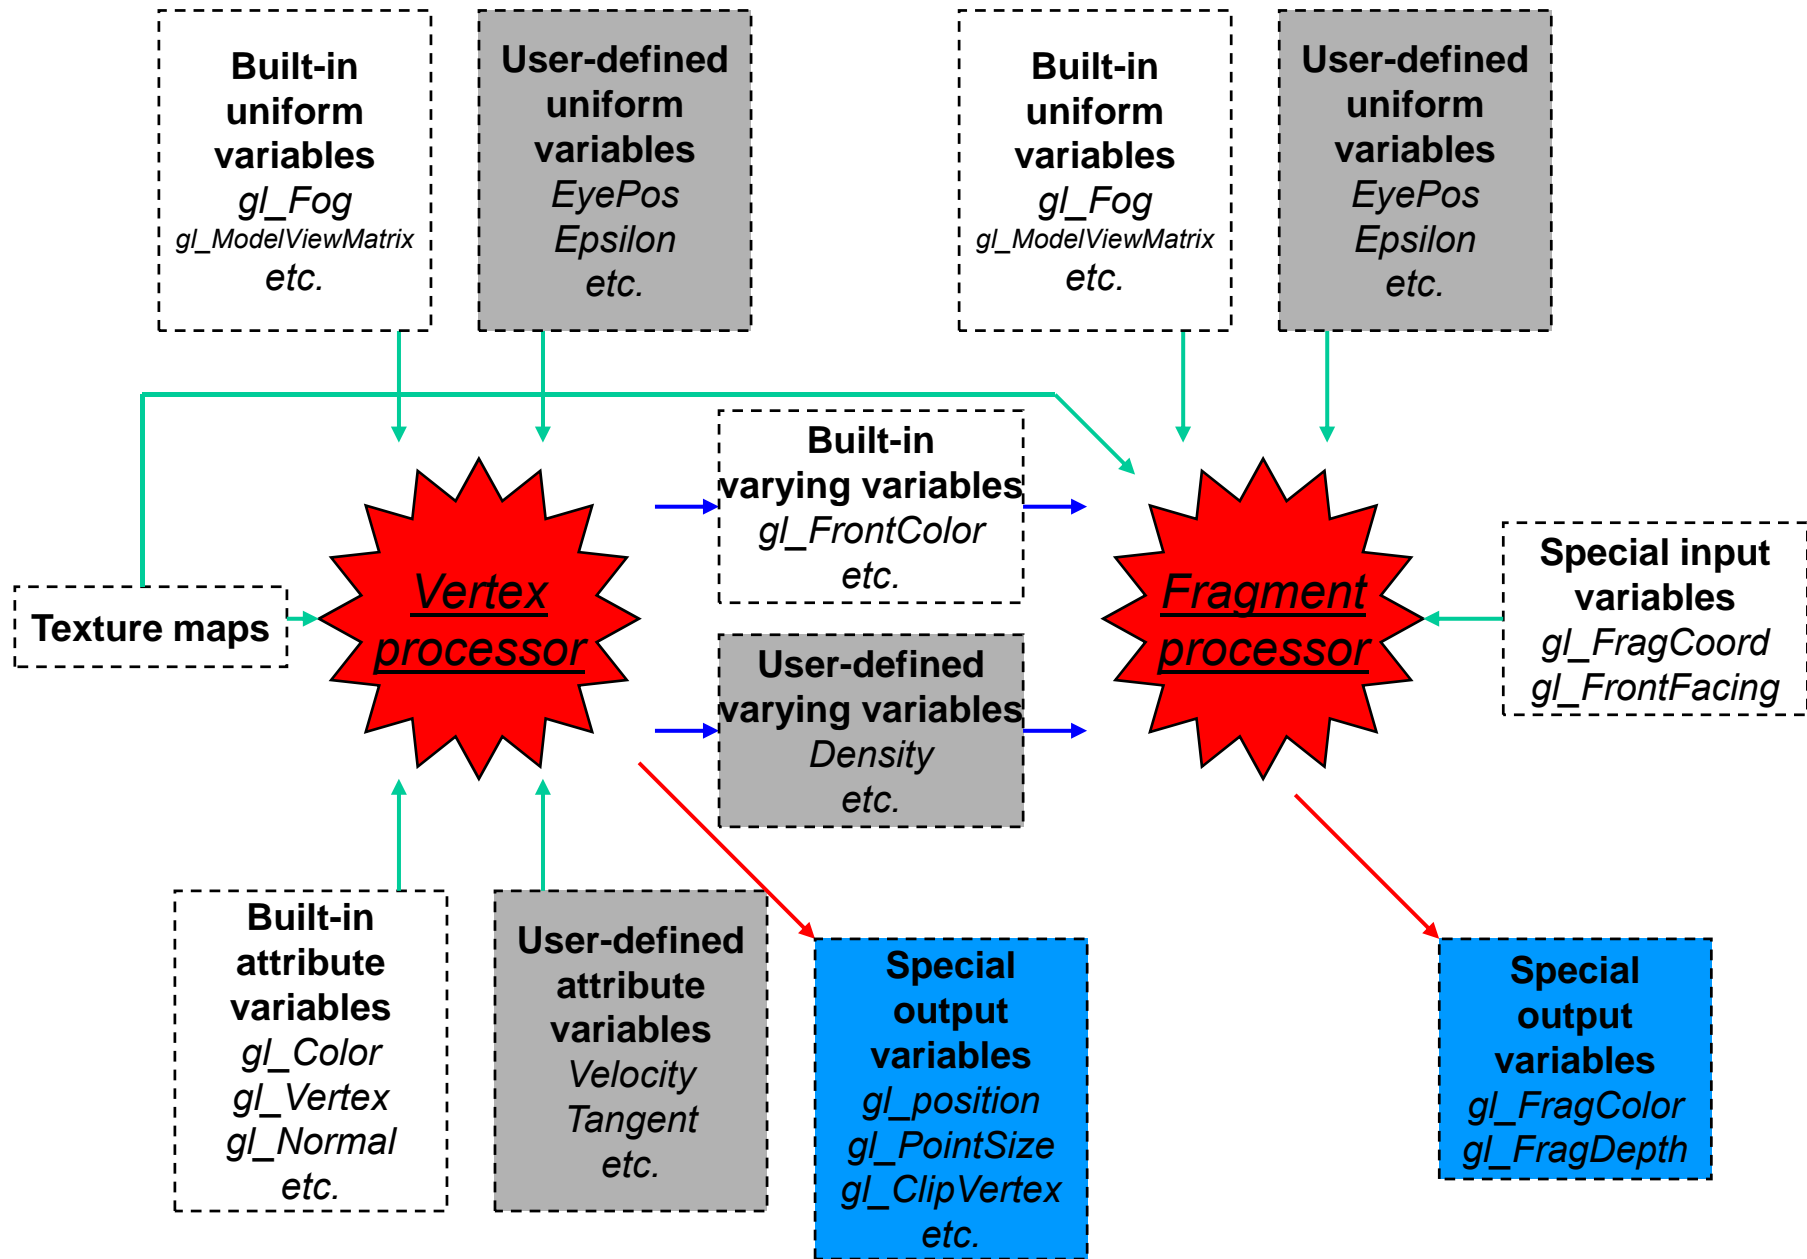 Built-in
uniform
variables
gl_Fog
gl_ModelViewMatrix
etc.
User-defined
uniform
variables
EyePos
Epsilon
etc.
Built-in
uniform
variables
gl_Fog
gl_ModelViewMatrix
etc.
User-defined
uniform
variables
EyePos
Epsilon
etc.
Texture maps
Vertex
processor
Built-in
varying variables
gl_FrontColor
etc.
User-defined
varying variables
Density
etc.
Fragment
processor
Special input
variables
gl_FragCoord
gl_FrontFacing
Built-in
attribute
variables
gl_Color
gl_Vertex
gl_Normal
etc.
User-defined
attribute
variables
Velocity
Tangent
etc.
Special
output
variables
gl_position
gl_PointSize
gl_ClipVertex
etc.
Special
output
variables
gl_FragColor
gl_FragDepth